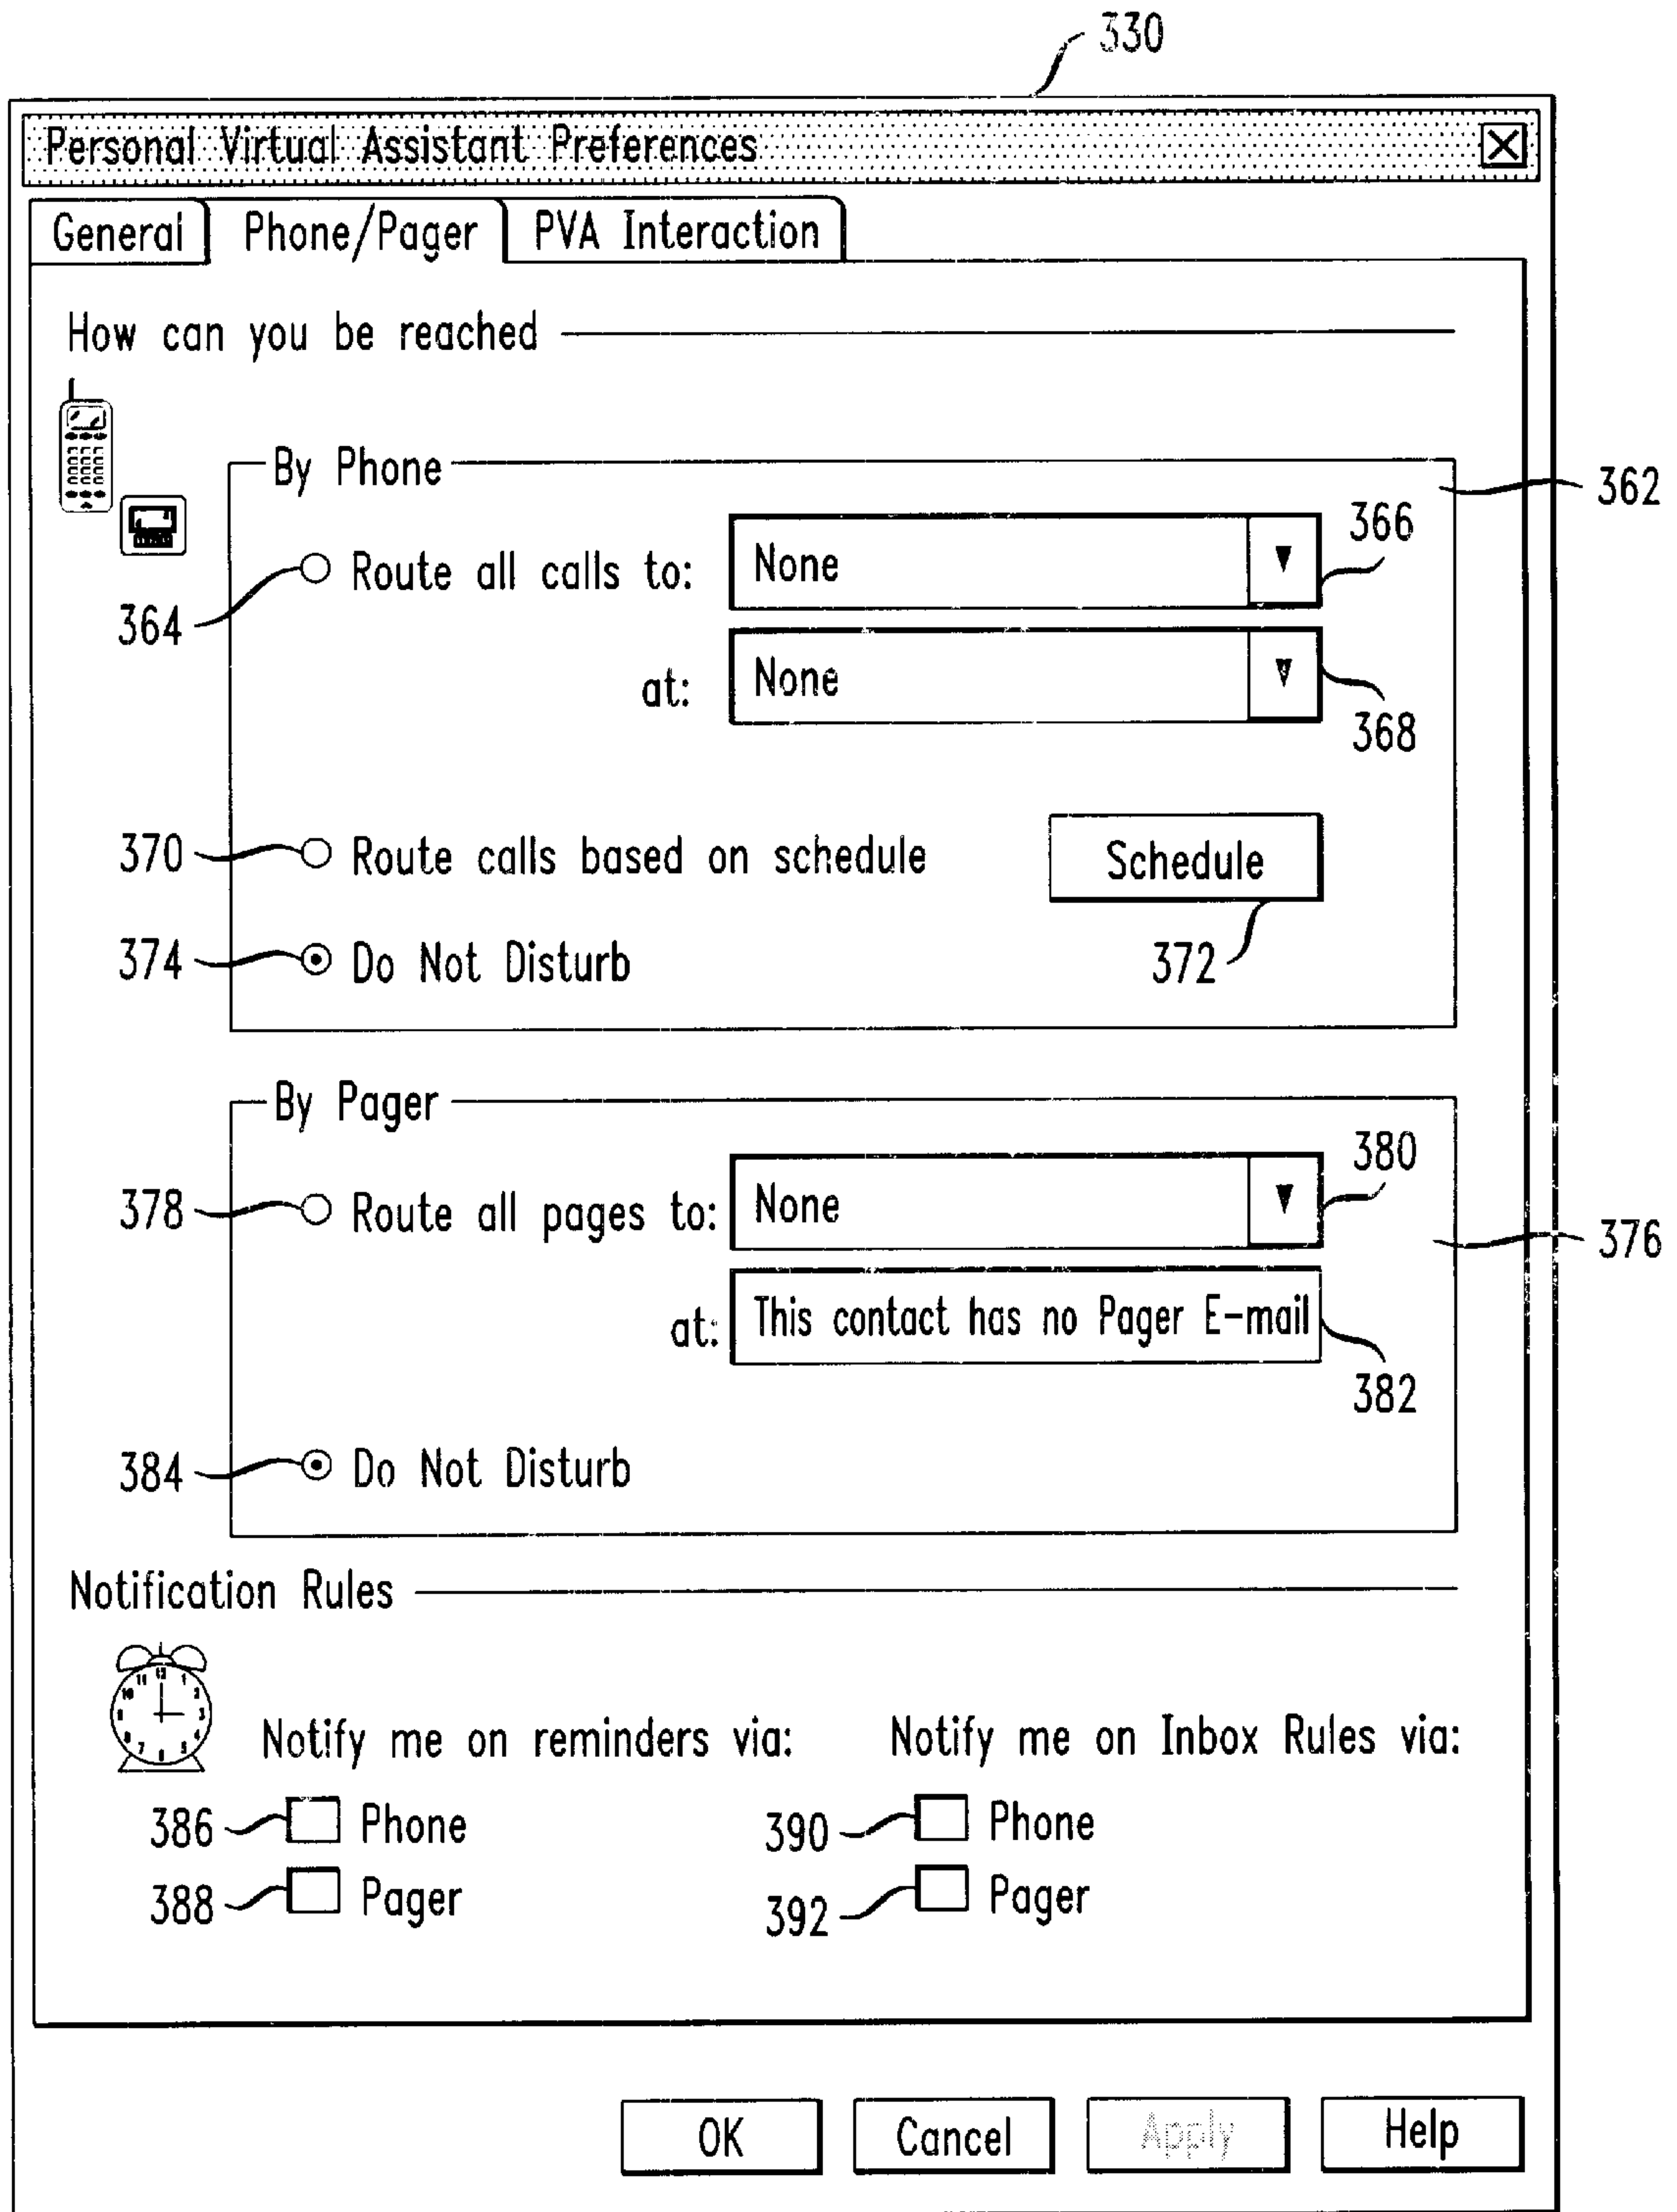 330
Personal Virtual Assistant Preferences
General Phone/Pager PVA Interaction
How can you be reached
By Phone
362
366
Route all calls to: None
364
at: None
368
370 Route calls based on schedule Schedule
374 Do Not Disturb 372
By Pager
380
378 Route all pages to: None
376
at: This contact has no Pager E-mail
382
384 Do Not Disturb
Notification Rules
Notify me on reminders via: Notify me on Inbox Rules via:
386 Phone 390 Phone
388 Pager 392 Pager
OK Cancel Apply Help